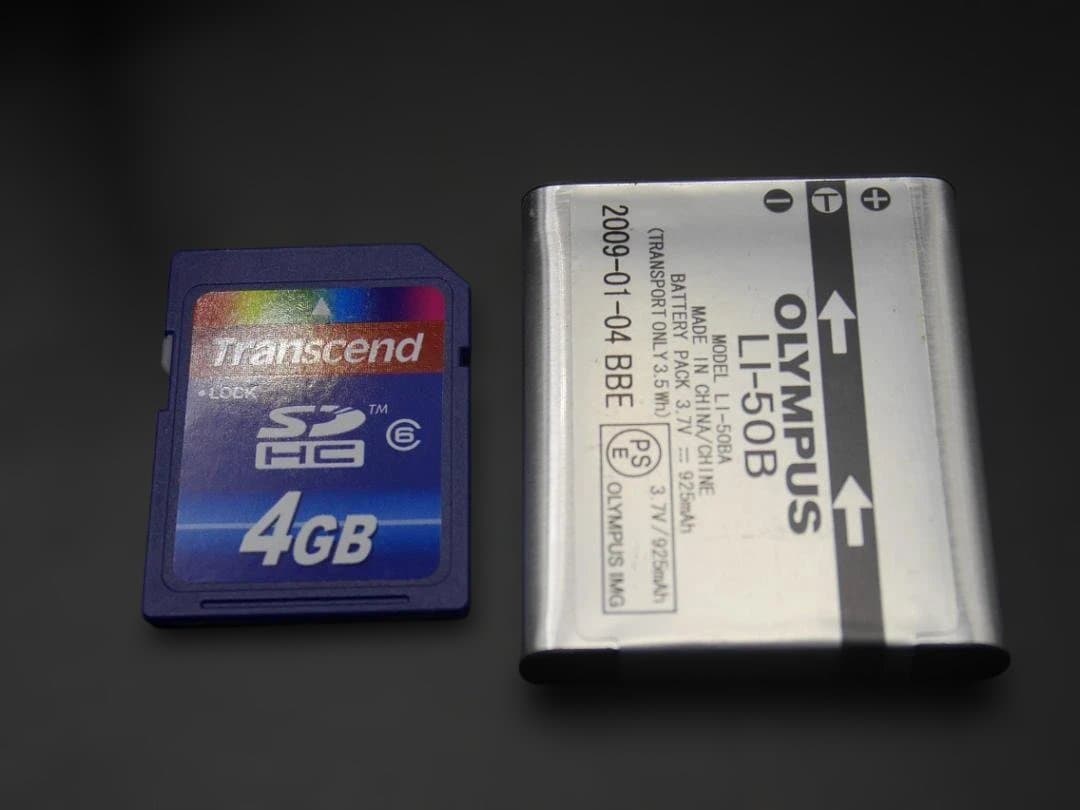 Transcend
• LOCK
SD™
HC
6
4GB
− T +
OLYMPUS
LI-50B
MODEL LI-50BA
MADE IN CHINA/CHINE
BATTERY PACK 3.7V ⎓ 925mAh
(TRANSPORT ONLY 3.5Wh)
2009-01-04 BBE
PS
E
3.7V/925mAh
OLYMPUS IMG